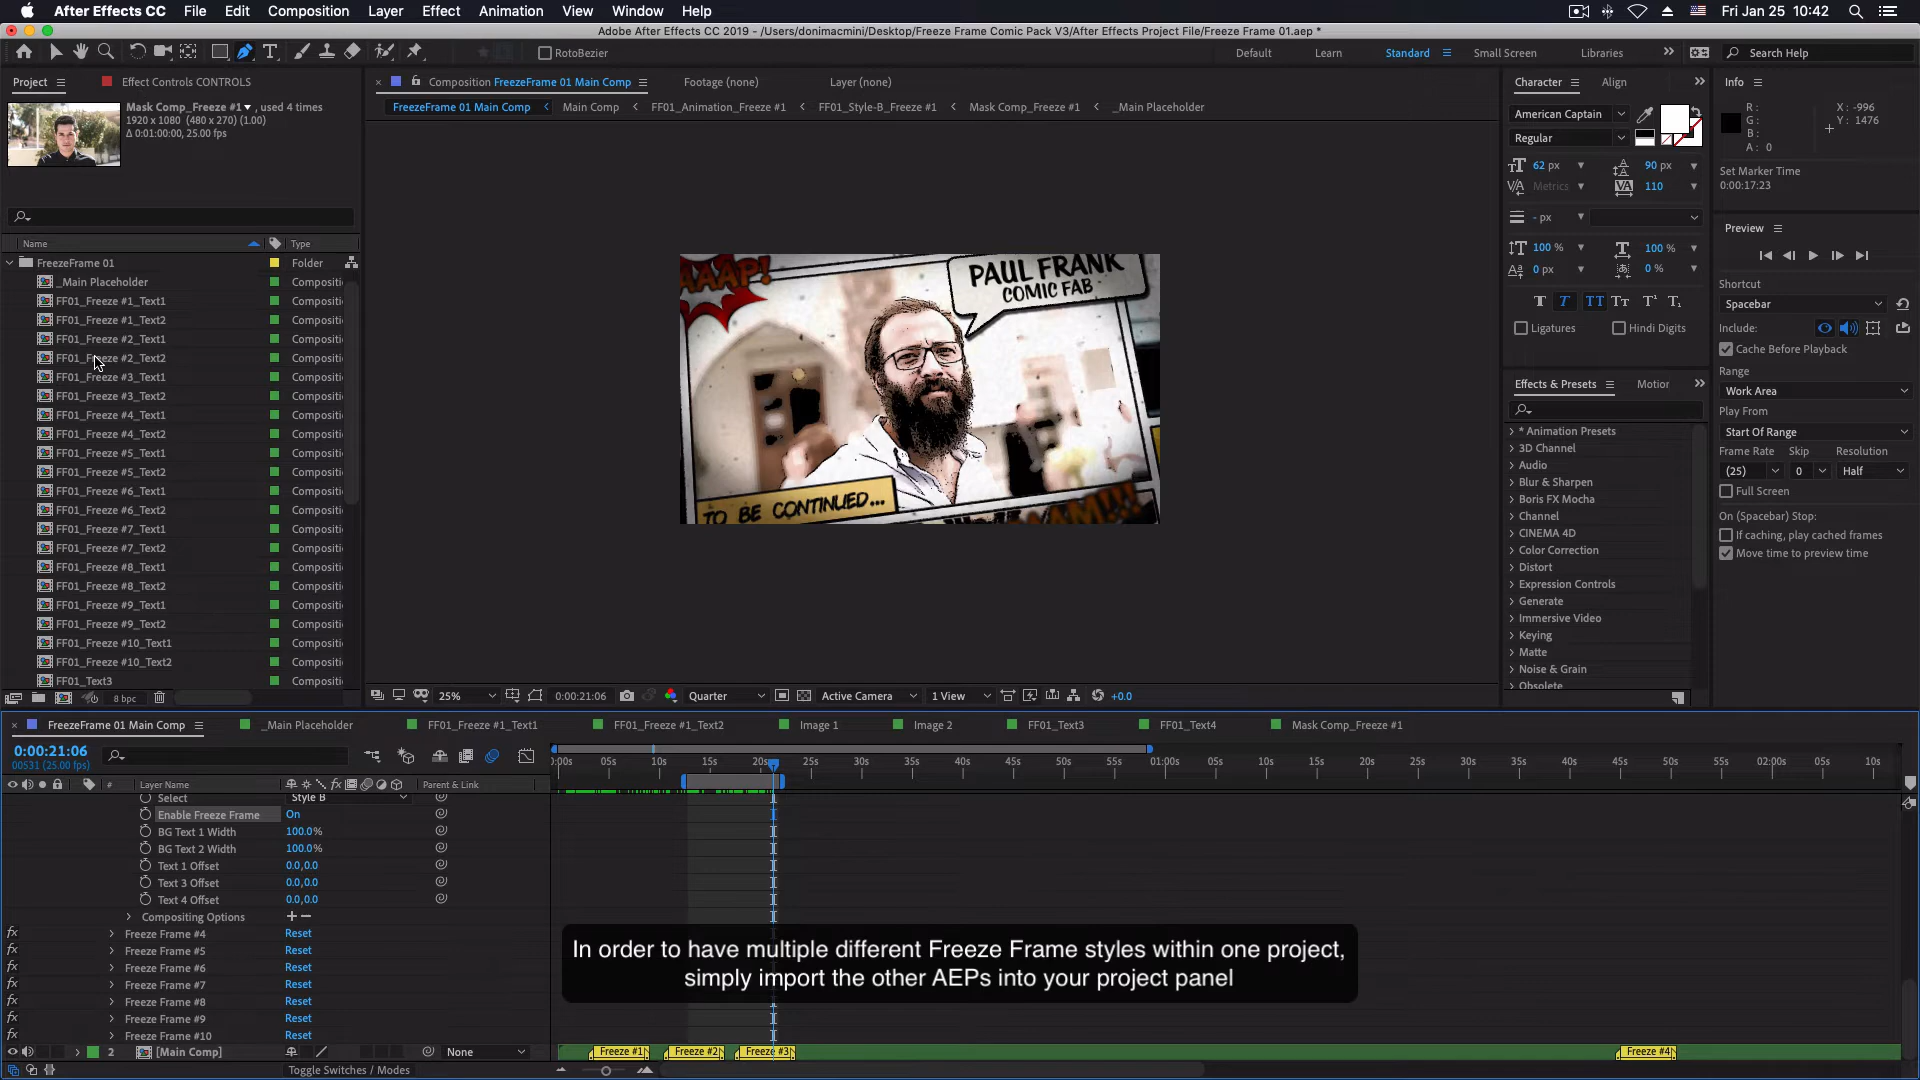 After Effects CC File Edit Composition Layer Effect Animation View Window Help Fri Jan 25 10:42
Adobe After Effects CC 2019 - /Users/donimacmini/Desktop/Freeze Frame Comic Pack V3/After Effects Project File/Freeze Frame 01.aep *
RotoBezier Default Learn Standard Small Screen Libraries Search Help
Project Effect Controls CONTROLS
Mask Comp_Freeze #1, used 4 times
1920 x 1080 (480 x 270) (1.00)
Δ 0:01:00:00, 25.00 fps
Composition FreezeFrame 01 Main Comp Footage (none) Layer (none)
FreezeFrame 01 Main Comp Main Comp FF01_Animation_Freeze #1 FF01_Style-B_Freeze #1 Mask Comp_Freeze #1 _Main Placeholder
Name Type
FreezeFrame 01 Folder
_Main Placeholder Compositi
FF01_Freeze #1_Text1 Compositi
FF01_Freeze #1_Text2 Compositi
FF01_Freeze #2_Text1 Compositi
FF01_Freeze #2_Text2 Compositi
FF01_Freeze #3_Text1 Compositi
FF01_Freeze #3_Text2 Compositi
FF01_Freeze #4_Text1 Compositi
FF01_Freeze #4_Text2 Compositi
FF01_Freeze #5_Text1 Compositi
FF01_Freeze #5_Text2 Compositi
FF01_Freeze #6_Text1 Compositi
FF01_Freeze #6_Text2 Compositi
FF01_Freeze #7_Text1 Compositi
FF01_Freeze #7_Text2 Compositi
FF01_Freeze #8_Text1 Compositi
FF01_Freeze #8_Text2 Compositi
FF01_Freeze #9_Text1 Compositi
FF01_Freeze #9_Text2 Compositi
FF01_Freeze #10_Text1 Compositi
FF01_Freeze #10_Text2 Compositi
FF01_Text3 Compositi
8 bpc
PAUL FRANK
COMIC FAB
TO BE CONTINUED...
25% 0:00:21:06 Quarter Active Camera 1 View +0.0
Character Align
American Captain
Regular
62 px 90 px
Metrics 110
- px
100 % 100 %
0 px 0 %
Ligatures Hindi Digits
Effects & Presets Motior
* Animation Presets
3D Channel
Audio
Blur & Sharpen
Boris FX Mocha
Channel
CINEMA 4D
Color Correction
Distort
Expression Controls
Generate
Immersive Video
Keying
Matte
Noise & Grain
Obsolete
Info
R: X: -996
G: Y: 1476
B:
A: 0
Set Marker Time
0:00:17:23
Preview
Shortcut
Spacebar
Include:
Cache Before Playback
Range
Work Area
Play From
Start Of Range
Frame Rate Skip Resolution
(25) 0 Half
Full Screen
On (Spacebar) Stop:
If caching, play cached frames
Move time to preview time
FreezeFrame 01 Main Comp _Main Placeholder FF01_Freeze #1_Text1 FF01_Freeze #1_Text2 Image 1 Image 2 FF01_Text3 FF01_Text4 Mask Comp_Freeze #1
0:00:21:06
00531 (25.00 fps)
:00s 05s 10s 15s 20s 25s 30s 35s 40s 45s 50s 55s 01:00s 05s 10s 15s 20s 25s 30s 35s 40s 45s 50s 55s 02:00s 05s 10s
# Layer Name Parent & Link
Select Style B
Enable Freeze Frame On
BG Text 1 Width 100.0%
BG Text 2 Width 100.0%
Text 1 Offset 0.0,0.0
Text 3 Offset 0.0,0.0
Text 4 Offset 0.0,0.0
Compositing Options + −
fx Freeze Frame #4 Reset
fx Freeze Frame #5 Reset
fx Freeze Frame #6 Reset
fx Freeze Frame #7 Reset
fx Freeze Frame #8 Reset
fx Freeze Frame #9 Reset
fx Freeze Frame #10 Reset
2 [Main Comp] None Freeze #1 Freeze #2 Freeze #3 Freeze #4
Toggle Switches / Modes
In order to have multiple different Freeze Frame styles within one project,
simply import the other AEPs into your project panel